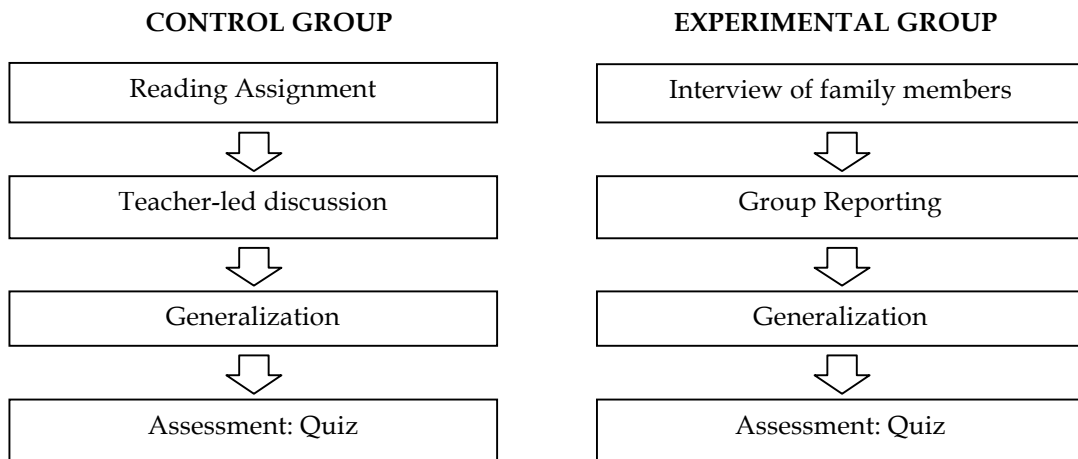 CONTROL GROUP
Reading Assignment
Teacher-led discussion
Generalization
Assessment: Quiz
EXPERIMENTAL GROUP
Interview of family members
Group Reporting
Generalization
Assessment: Quiz